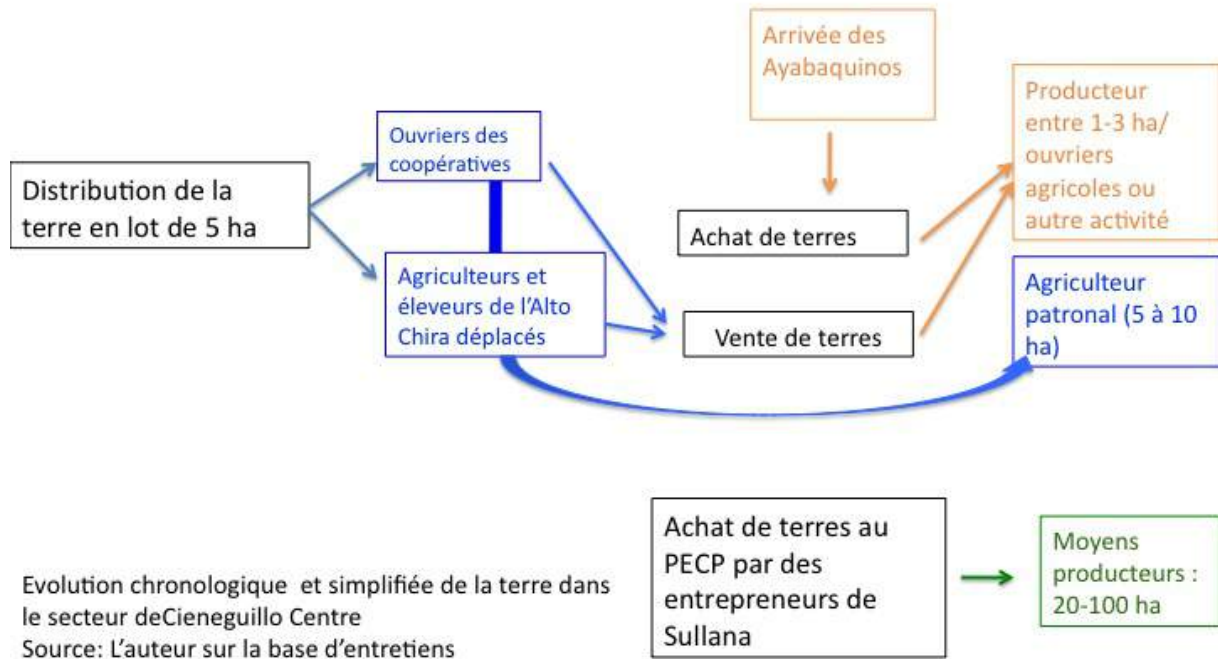 Distribution de la
terre en lot de 5 ha
Ouvriers des
coopératives
Agriculteurs et
éleveurs de l'Alto
Chira déplacés
Arrivée des
Ayabaquinos
Achat de terres
Vente de terres
Producteur
entre 1-3 ha/
ouvriers
agricoles ou
autre activité
Agriculteur
patronal (5 à 10
ha)
Achat de terres au
PECP par des
entrepreneurs de
Sullana
Moyens
producteurs :
20-100 ha
Evolution chronologique et simplifiée de la terre dans
le secteur deCieneguillo Centre
Source: L'auteur sur la base d'entretiens